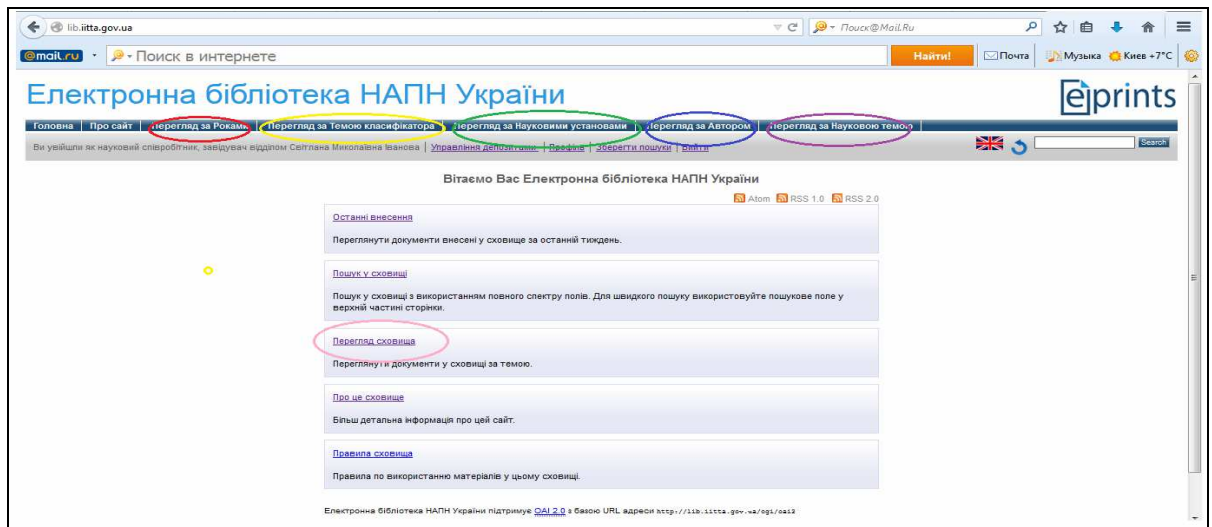 lib.iitta.gov.ua
Поиск@Mail.Ru
@mail.ru Поиск в интернете Найти! Почта Музыка Киев +7°C
Електронна бібліотека НАПН України
eprints
Головна Про сайт Перегляд за Роками Перегляд за Темою класифікатора Перегляд за Науковими установами Перегляд за Автором Перегляд за Науковою темою
Ви увійшли як науковий співробітник, завідувач відділом Світлана Миколаївна Іванова | Управління депозитами | Профіль | Зберегти пошуки | Вийти
Search
Вітаємо Вас Електронна бібліотека НАПН України
Atom RSS 1.0 RSS 2.0
Останні внесення
Переглянути документи внесені у сховище за останній тиждень.
Пошук у сховищі
Пошук у сховищі з використанням повного спектру полів. Для швидкого пошуку використовуйте пошукове поле у
верхній частині сторінки.
Перегляд сховища
Переглянути документи у сховищі за темою.
Про це сховище
Більш детальна інформація про цей сайт.
Правила сховища
Правила по використанню матеріалів у цьому сховищі.
Електронна бібліотека НАПН України підтримує OAI 2.0 з базою URL адреси http://lib.iitta.gov.ua/cgi/oai2